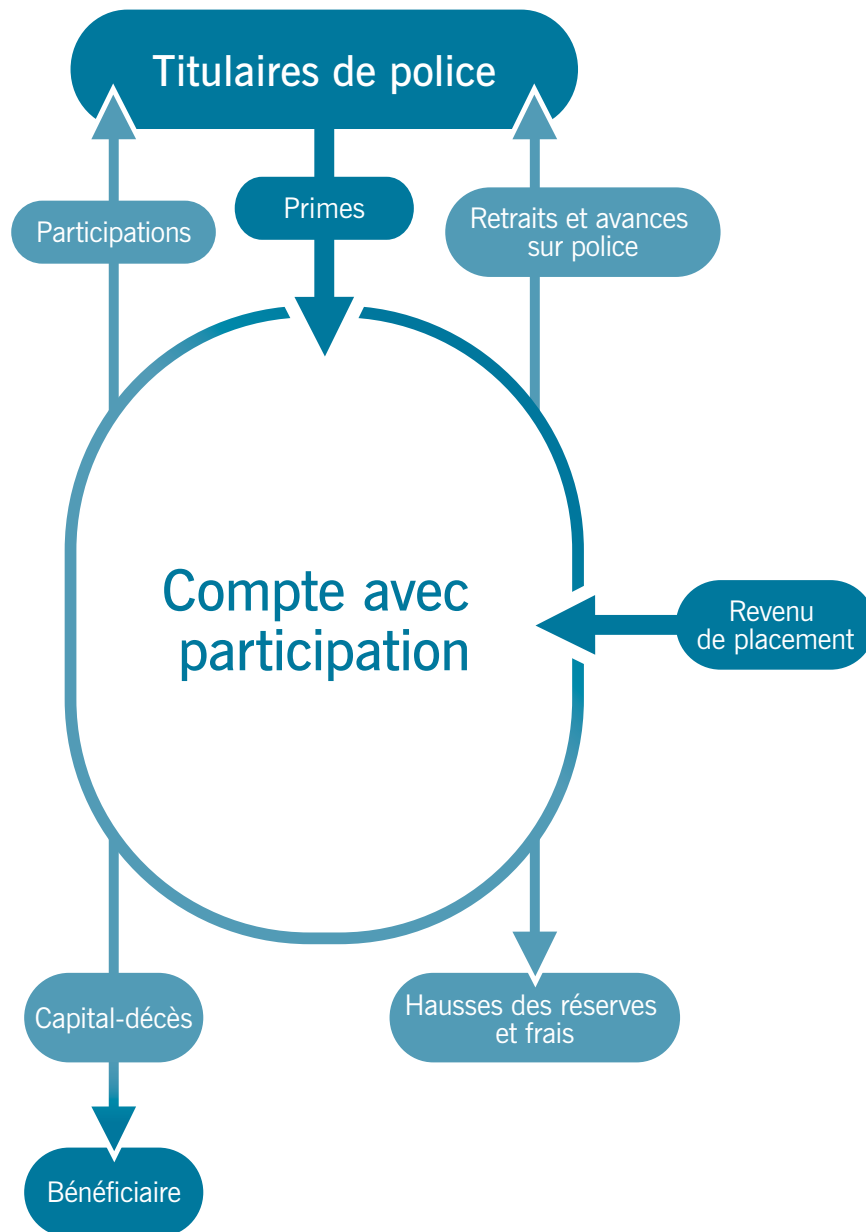 Titulaires de police
Primes
Participations
Retraits et avances
sur police
Compte avec
participation
Revenu
de placement
Capital-décès
Hausses des réserves
et frais
Bénéficiaire